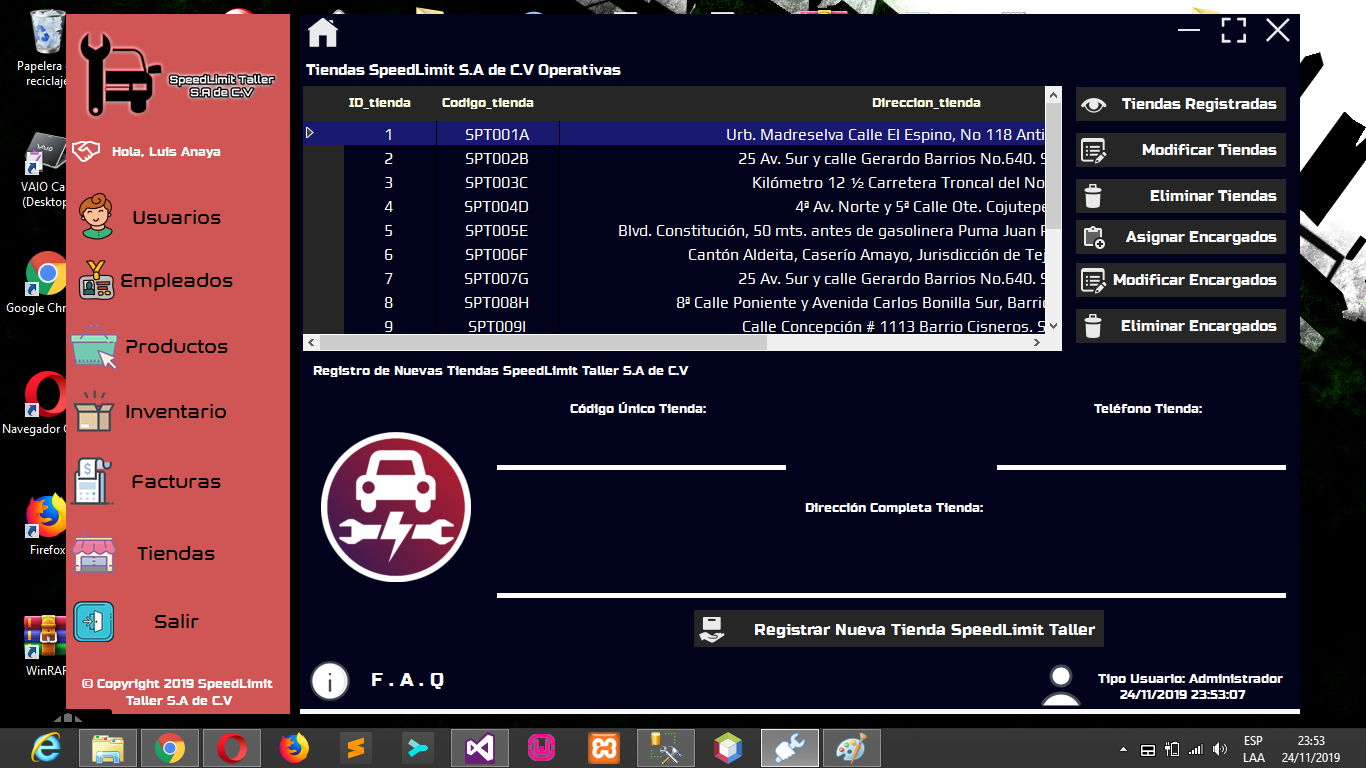 Papelera
reciclaje
VAIO Ca
(Desktop
Google Chr
Navegador
Firefox
WinRAR
SpeedLimit Taller
S.A de C.V
Hola, Luis Anaya
Usuarios
Empleados
Productos
Inventario
Facturas
Tiendas
Salir
© Copyright 2019 SpeedLimit
Taller S.A de C.V
Tiendas SpeedLimit S.A de C.V Operativas
ID_tienda Codigo_tienda Direccion_tienda
1 SPT001A Urb. Madreselva Calle El Espino, No 118 Anti
2 SPT002B 25 Av. Sur y calle Gerardo Barrios No.640. S
3 SPT003C Kilómetro 12 ½ Carretera Troncal del No
4 SPT004D 4ª Av. Norte y 5ª Calle Ote. Cojutepe
5 SPT005E Blvd. Constitución, 50 mts. antes de gasolinera Puma Juan P
6 SPT006F Cantón Aldeita, Caserío Amayo, Jurisdicción de Tej
7 SPT007G 25 Av. Sur y calle Gerardo Barrios No.640. S
8 SPT008H 8ª Calle Poniente y Avenida Carlos Bonilla Sur, Barrio
9 SPT009I Calle Concepción # 1113 Barrio Cisneros. S
Tiendas Registradas
Modificar Tiendas
Eliminar Tiendas
Asignar Encargados
Modificar Encargados
Eliminar Encargados
Registro de Nuevas Tiendas SpeedLimit Taller S.A de C.V
Código Único Tienda: Teléfono Tienda:
Dirección Completa Tienda:
Registrar Nueva Tienda SpeedLimit Taller
F . A . Q
Tipo Usuario: Administrador
24/11/2019 23:53:07
ESP 23:53
LAA 24/11/2019